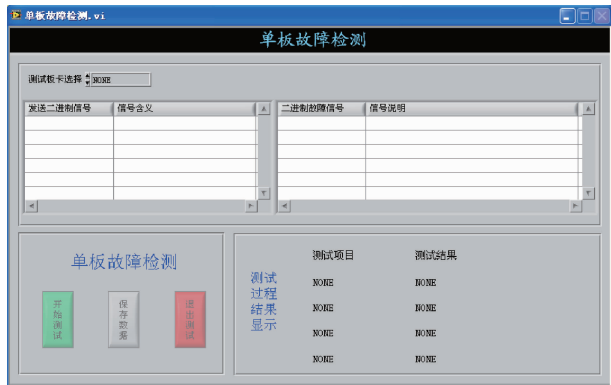 单板故障检测.vi
单板故障检测
测试板卡选择 NONE
发送二进制信号 信号含义
二进制故障信号 信号说明
单板故障检测
开始测试
保存数据
退出测试
测试过程结果显示
测试项目 测试结果
NONE NONE
NONE NONE
NONE NONE
NONE NONE